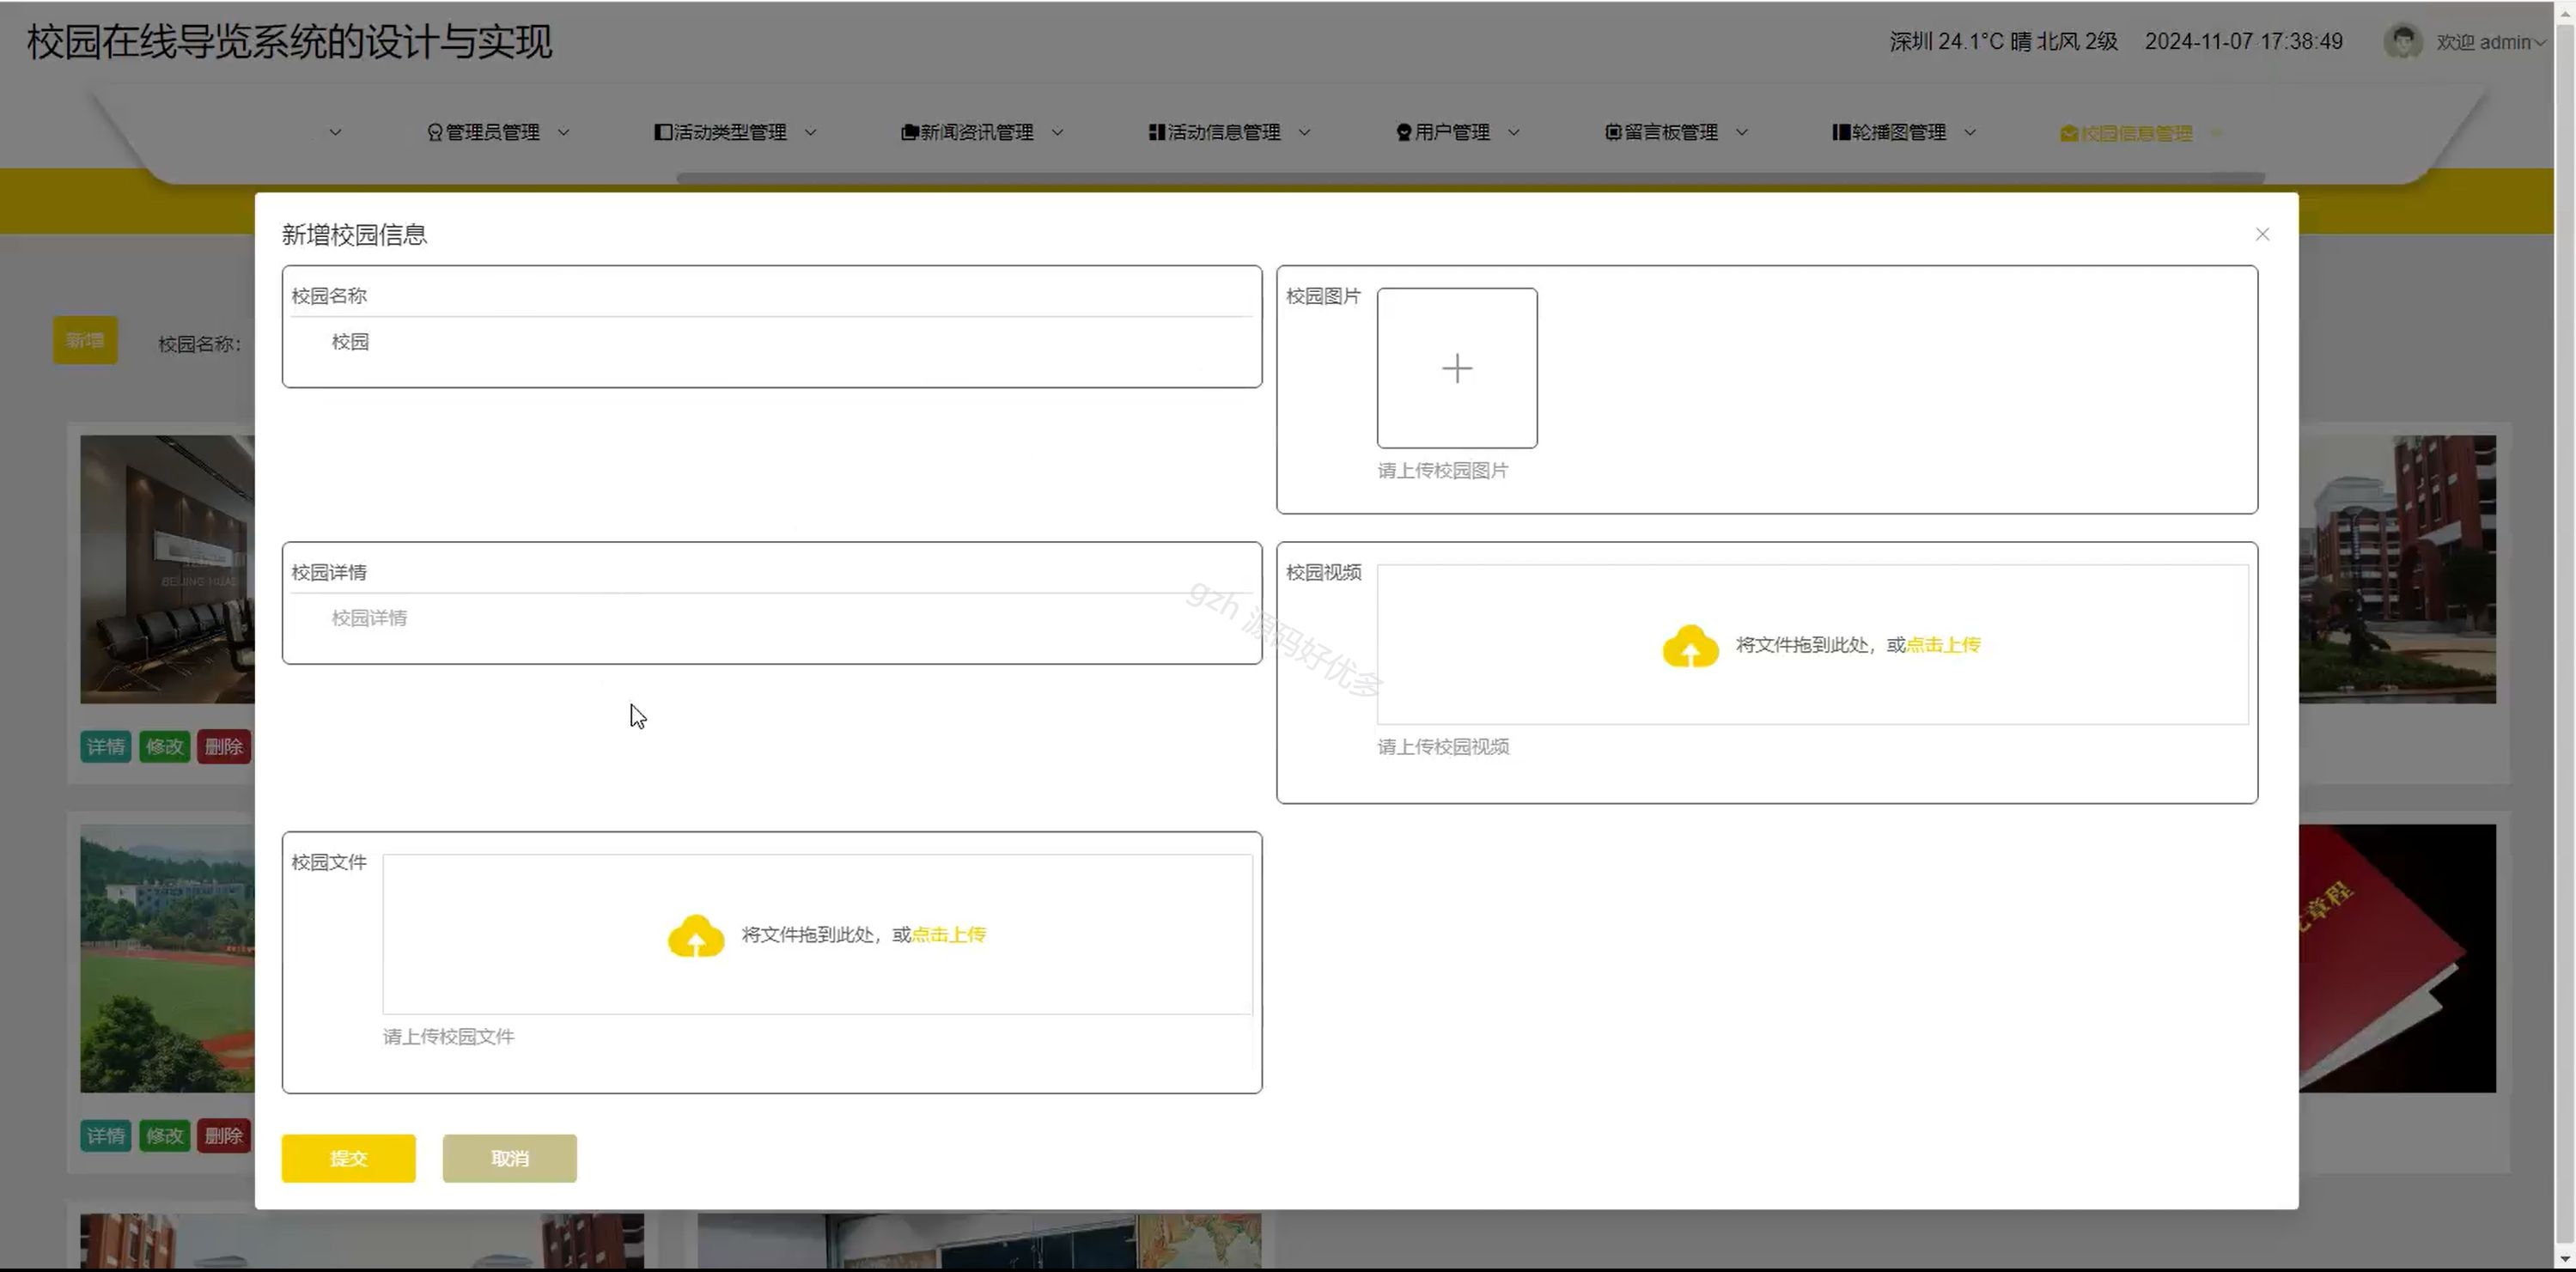 校园在线导览系统的设计与实现
深圳 24.1°C 晴 北风 2级 2024-11-07 17:38:49 欢迎 admin
管理员管理 活动类型管理 新闻资讯管理 活动信息管理 用户管理 留言板管理 轮播图管理 校园信息管理
新增校园信息
校园名称
校园
校园图片
请上传校园图片
新增 校园名称：
校园详情
校园详情
校园视频
将文件拖到此处，或点击上传
请上传校园视频
gzh 源码好优多
详情 修改 删除
校园文件
将文件拖到此处，或点击上传
请上传校园文件
章程
详情 修改 删除
提交 取消